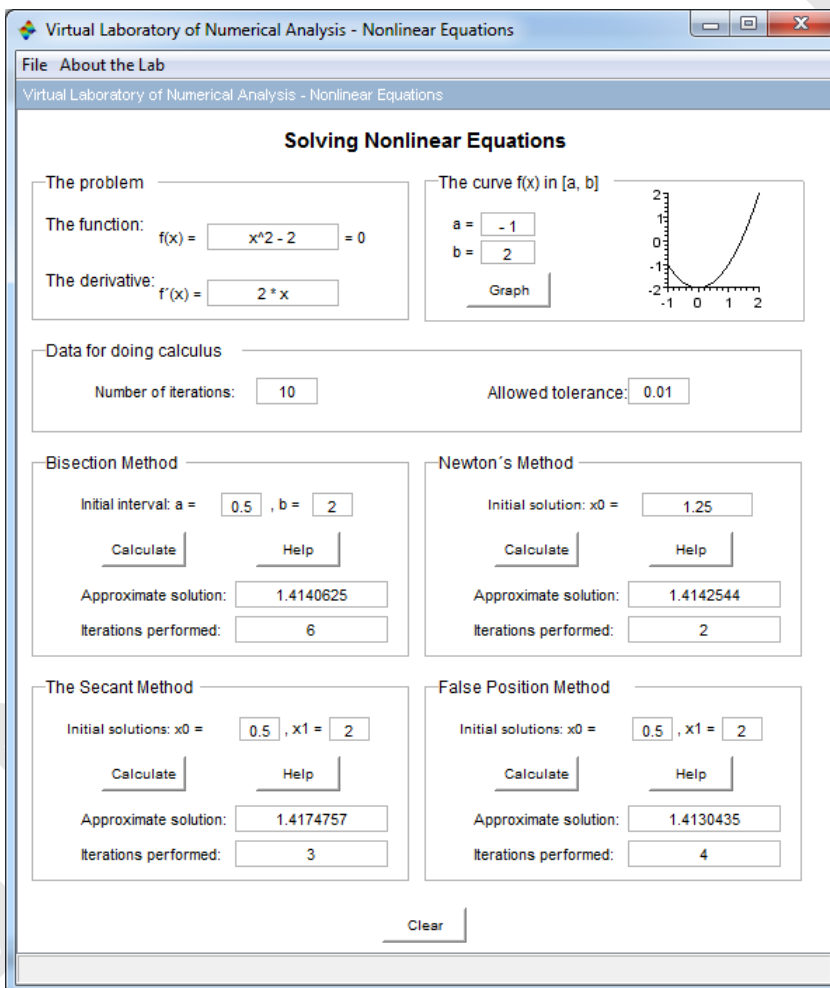 Virtual Laboratory of Numerical Analysis - Nonlinear Equations
File About the Lab
Virtual Laboratory of Numerical Analysis - Nonlinear Equations
Solving Nonlinear Equations
The problem
The function: f(x) = x^2 - 2 = 0
The derivative: f´(x) = 2 * x
The curve f(x) in [a, b]
a = - 1
b = 2
Graph
2
1
0
-1
-2
-1 0 1 2
Data for doing calculus
Number of iterations: 10 Allowed tolerance: 0.01
Bisection Method
Initial interval: a = 0.5 , b = 2
Calculate Help
Approximate solution: 1.4140625
Iterations performed: 6
Newton´s Method
Initial solution: x0 = 1.25
Calculate Help
Approximate solution: 1.4142544
Iterations performed: 2
The Secant Method
Initial solutions: x0 = 0.5 , x1 = 2
Calculate Help
Approximate solution: 1.4174757
Iterations performed: 3
False Position Method
Initial solutions: x0 = 0.5 , x1 = 2
Calculate Help
Approximate solution: 1.4130435
Iterations performed: 4
Clear